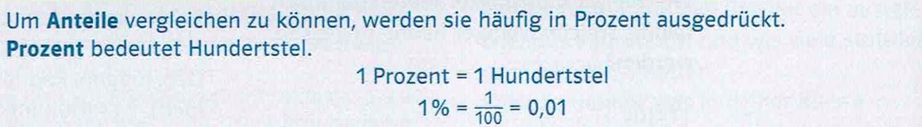 Um Anteile vergleichen zu können, werden sie häufig in Prozent ausgedrückt.
Prozent bedeutet Hundertstel.
1 Prozent = 1 Hundertstel
1% = 1/100 = 0,01